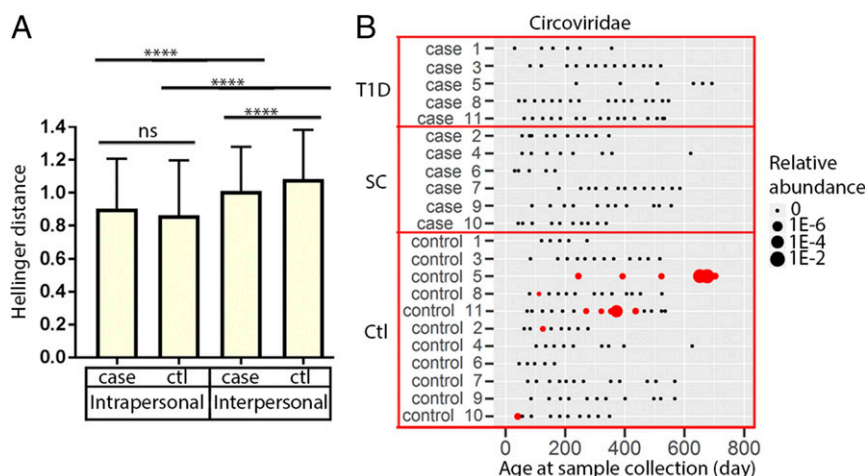 A
****
****
****
ns
Hellinger distance
1.4
1.2
1.0
0.8
0.6
0.4
0.2
0.0
case ctl case ctl
Intrapersonal Interpersonal
B
Circoviridae
T1D
case 1
case 3
case 5
case 8
case 11
SC
case 2
case 4
case 6
case 7
case 9
case 10
Ctl
control 1
control 3
control 5
control 8
control 11
control 2
control 4
control 6
control 7
control 9
control 10
0 200 400 600 800
Age at sample collection (day)
Relative
abundance
0
1E-6
1E-4
1E-2